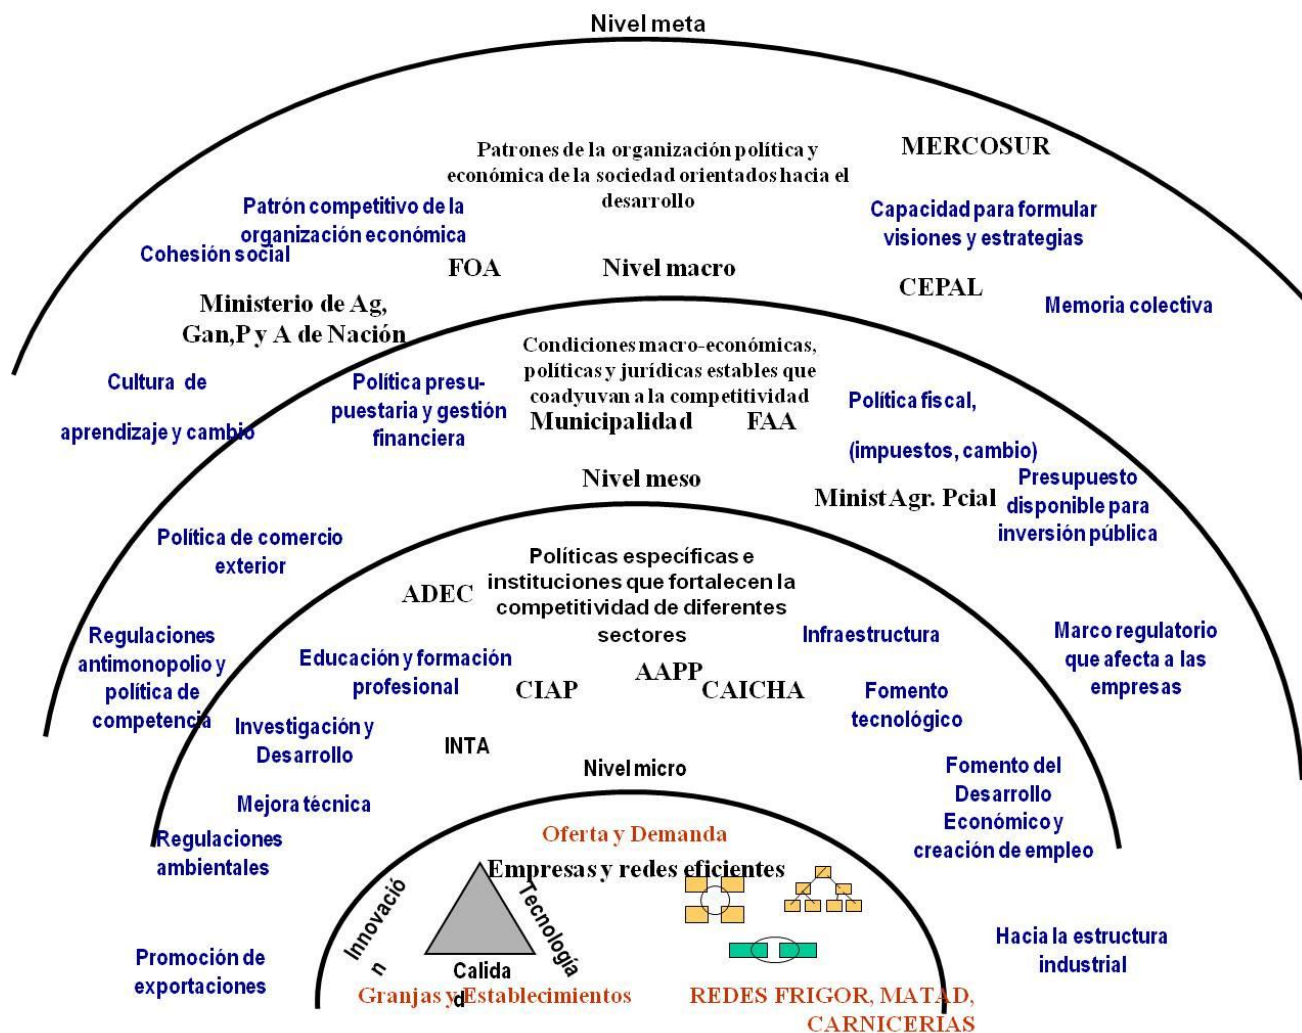 Nivel meta
MERCOSUR
Patrones de la organización política y
económica de la sociedad orientados hacia el
desarrollo
Patrón competitivo de la
organización económica
Capacidad para formular
visiones y estrategias
Cohesión social
FOA
Nivel macro
CEPAL
Memoria colectiva
Ministerio de Ag,
Gan,P y A de Nación
Condiciones macro-económicas,
políticas y jurídicas estables que
coadyuvan a la competitividad
Cultura de
aprendizaje y cambio
Política presu-
puestaria y gestión
financiera
Municipalidad
FAA
Política fiscal,
(impuestos, cambio)
Nivel meso
Minist Agr. Pcial
Presupuesto
disponible para
inversión pública
Política de comercio
exterior
Políticas específicas e
instituciones que fortalecen la
competitividad de diferentes
sectores
ADEC
Infraestructura
Regulaciones
antimonopolio y
política de
competencia
Educación y formación
profesional
CIAP
AAPP
CAICHA
Fomento
tecnológico
Marco regulatorio
que afecta a las
empresas
Investigación y
Desarrollo
INTA
Nivel micro
Mejora técnica
Fomento del
Desarrollo
Económico y
creación de empleo
Regulaciones
ambientales
Oferta y Demanda
Empresas y redes eficientes
Innovació
n
Tecnología
Calida
d
Promoción de
exportaciones
Hacia la estructura
industrial
Granjas y Establecimientos
REDES FRIGOR, MATAD,
CARNICERIAS